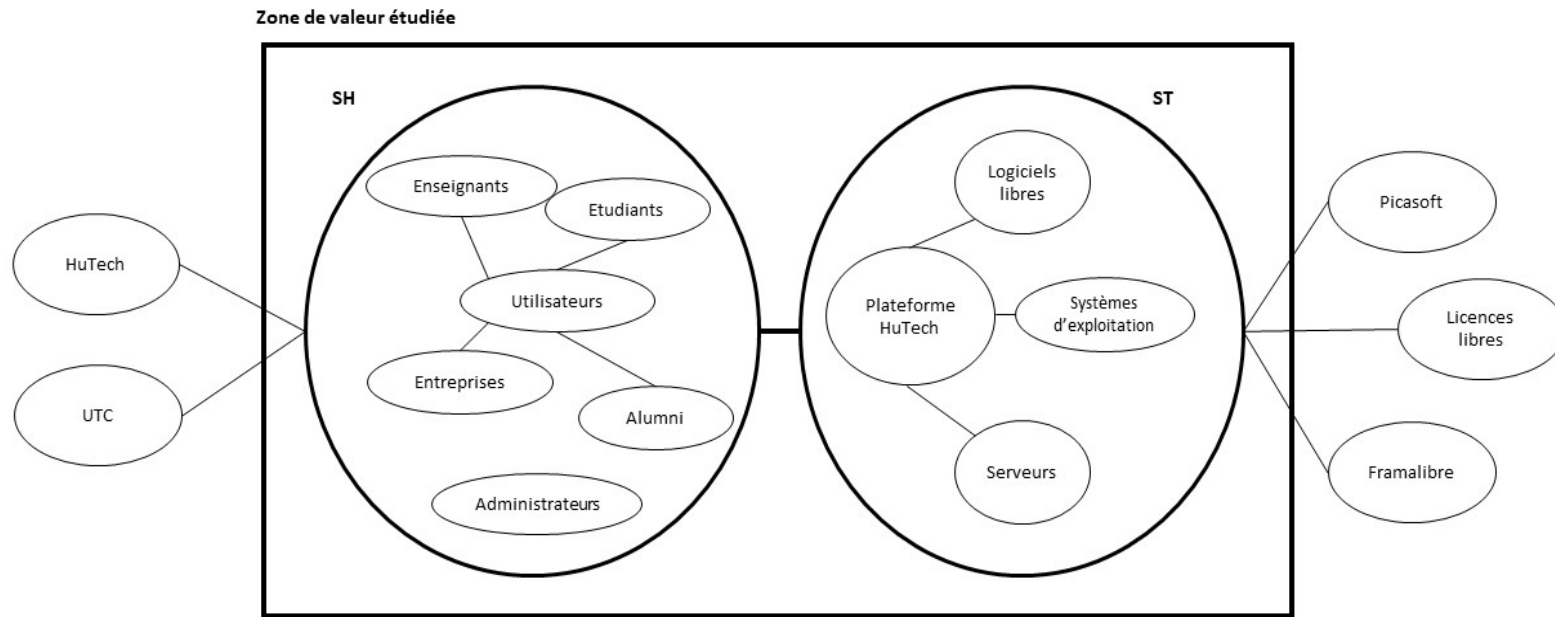 Zone de valeur étudiée
SH
ST
Enseignants
Etudiants
Utilisateurs
Entreprises
Alumni
Administrateurs
HuTech
UTC
Logiciels
libres
Plateforme
HuTech
Systèmes
d'exploitation
Serveurs
Picasoft
Licences
libres
Framalibre